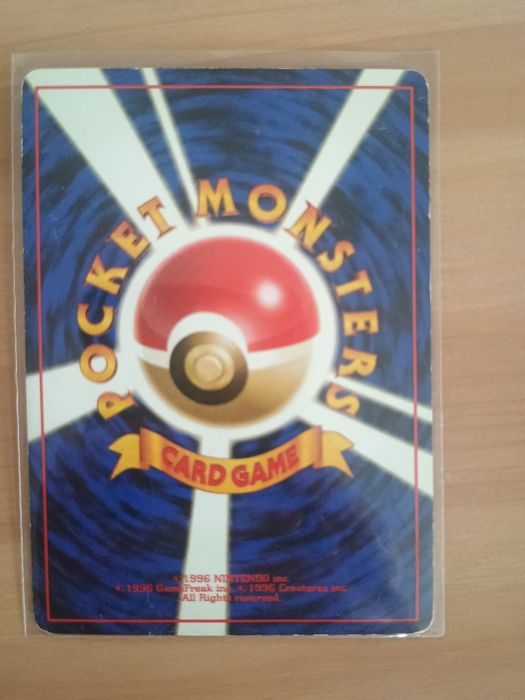 POCKET MONSTERS
CARD GAME
©1996 NINTENDO inc.
©1996 GameFreak inc. ©1996 Creatures inc.
All Rights reserved.